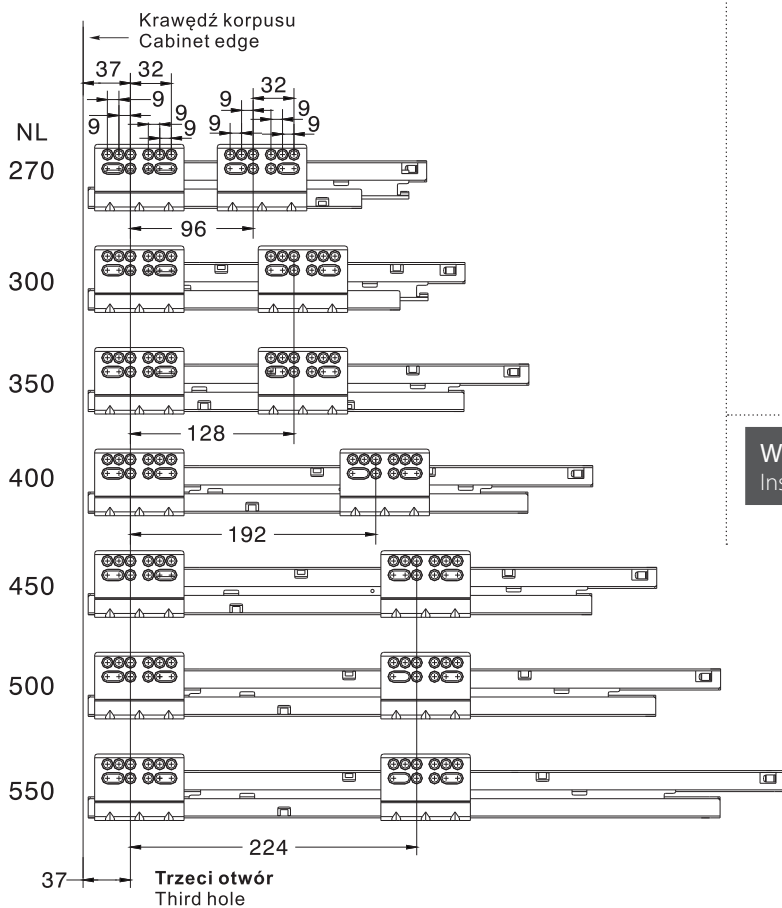 Krawędź korpusu
Cabinet edge
37 32
32
9 9 9 9
9 9 9 9
NL
270
96
300
350
128
400
W
Ins
192
450
500
550
224
37
Trzeci otwór
Third hole